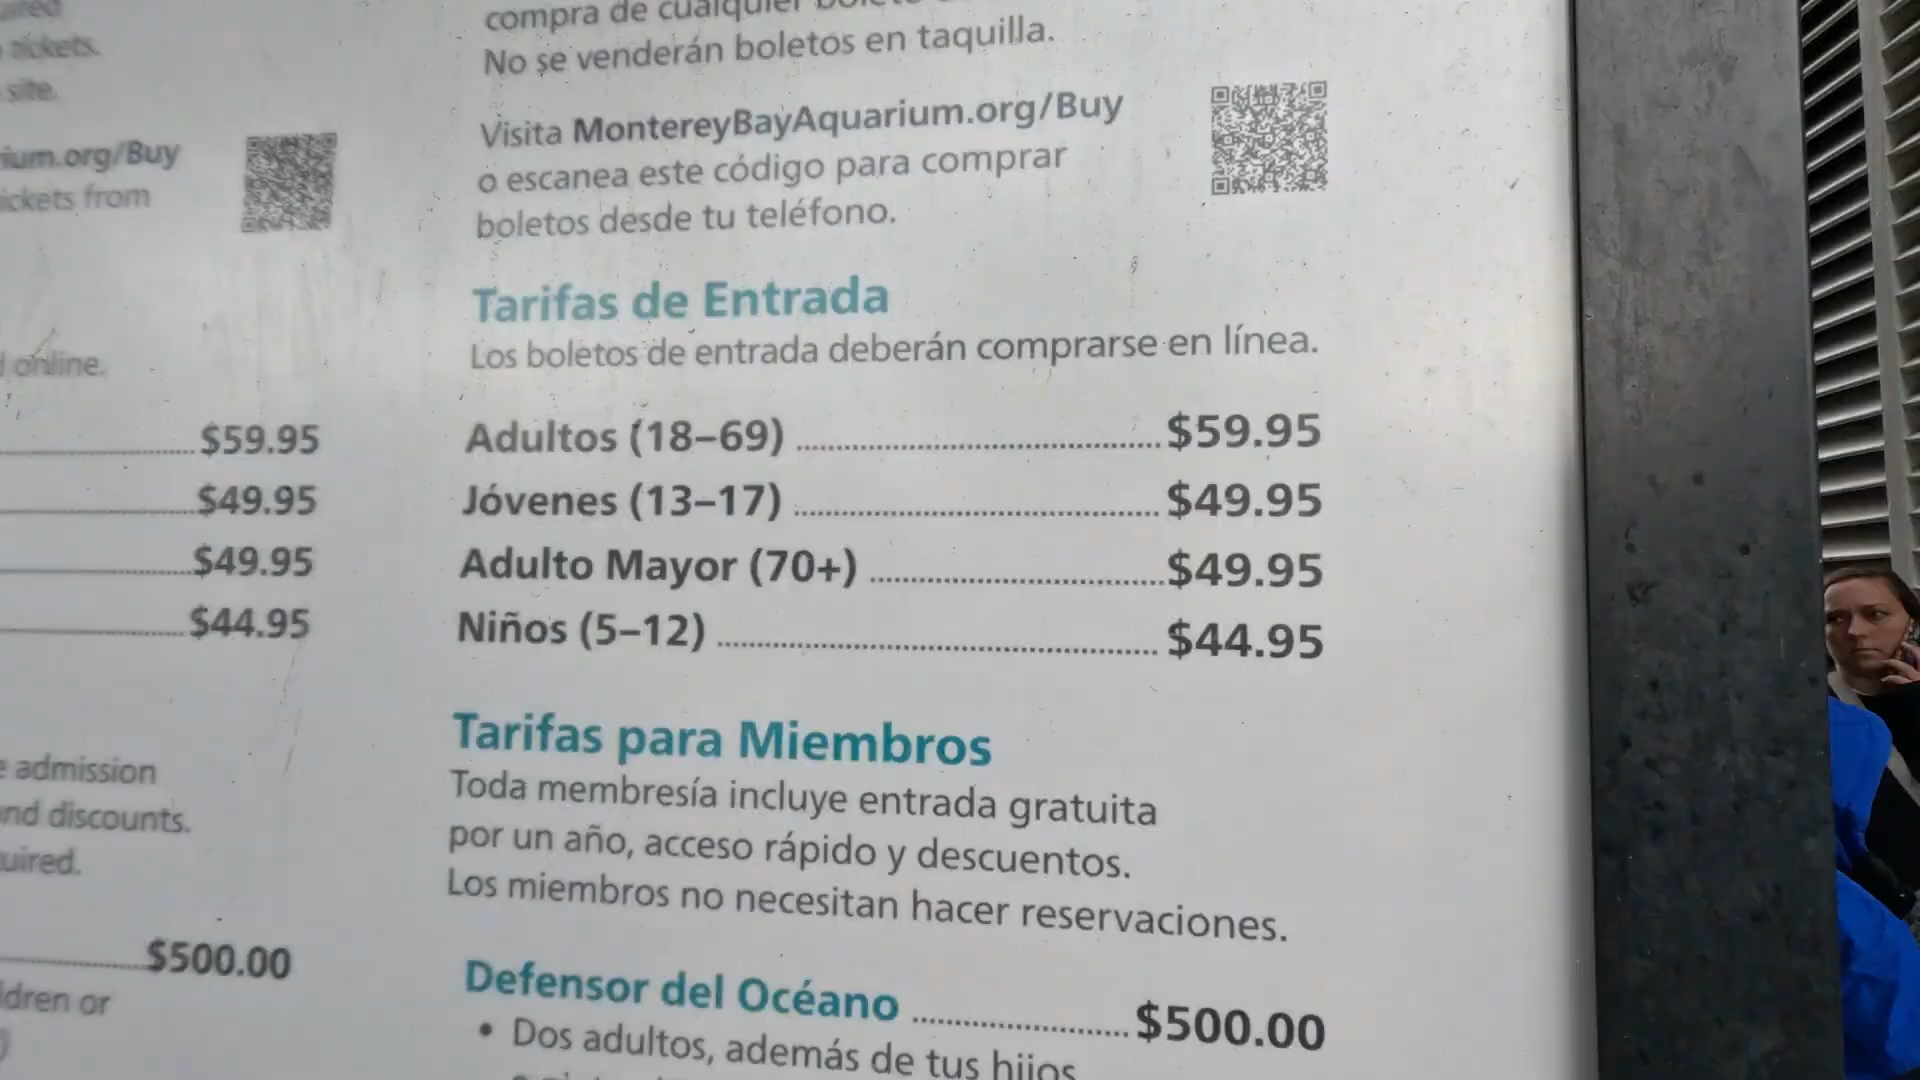 tickets.
site.
ium.org/Buy
ickets from
online.
$59.95
$49.95
$49.95
$44.95
admission
nd discounts.
uired.
$500.00
ldren or
compra de cualquier
No se venderán boletos en taquilla.
Visita MontereyBayAquarium.org/Buy
o escanea este código para comprar
boletos desde tu teléfono.
Tarifas de Entrada
Los boletos de entrada deberán comprarse en línea.
Adultos (18–69) $59.95
Jóvenes (13–17) $49.95
Adulto Mayor (70+) $49.95
Niños (5–12) $44.95
Tarifas para Miembros
Toda membresía incluye entrada gratuita
por un año, acceso rápido y descuentos.
Los miembros no necesitan hacer reservaciones.
Defensor del Océano $500.00
• Dos adultos, además de tus hijos